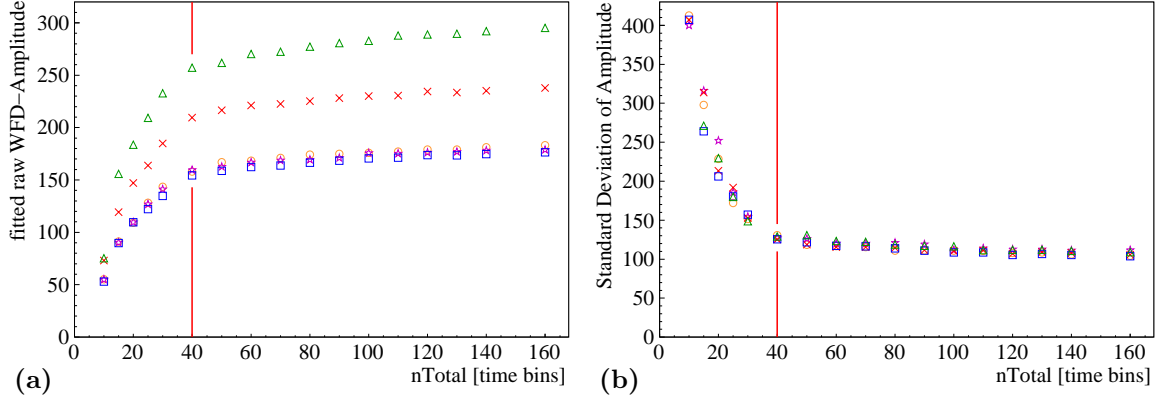 fitted raw WFD–Amplitude
300
250
200
150
100
50
0
0 20 40 60 80 100 120 140 160
nTotal [time bins]
(a)
Standard Deviation of Amplitude
400
350
300
250
200
150
100
50
0
0 20 40 60 80 100 120 140 160
nTotal [time bins]
(b)